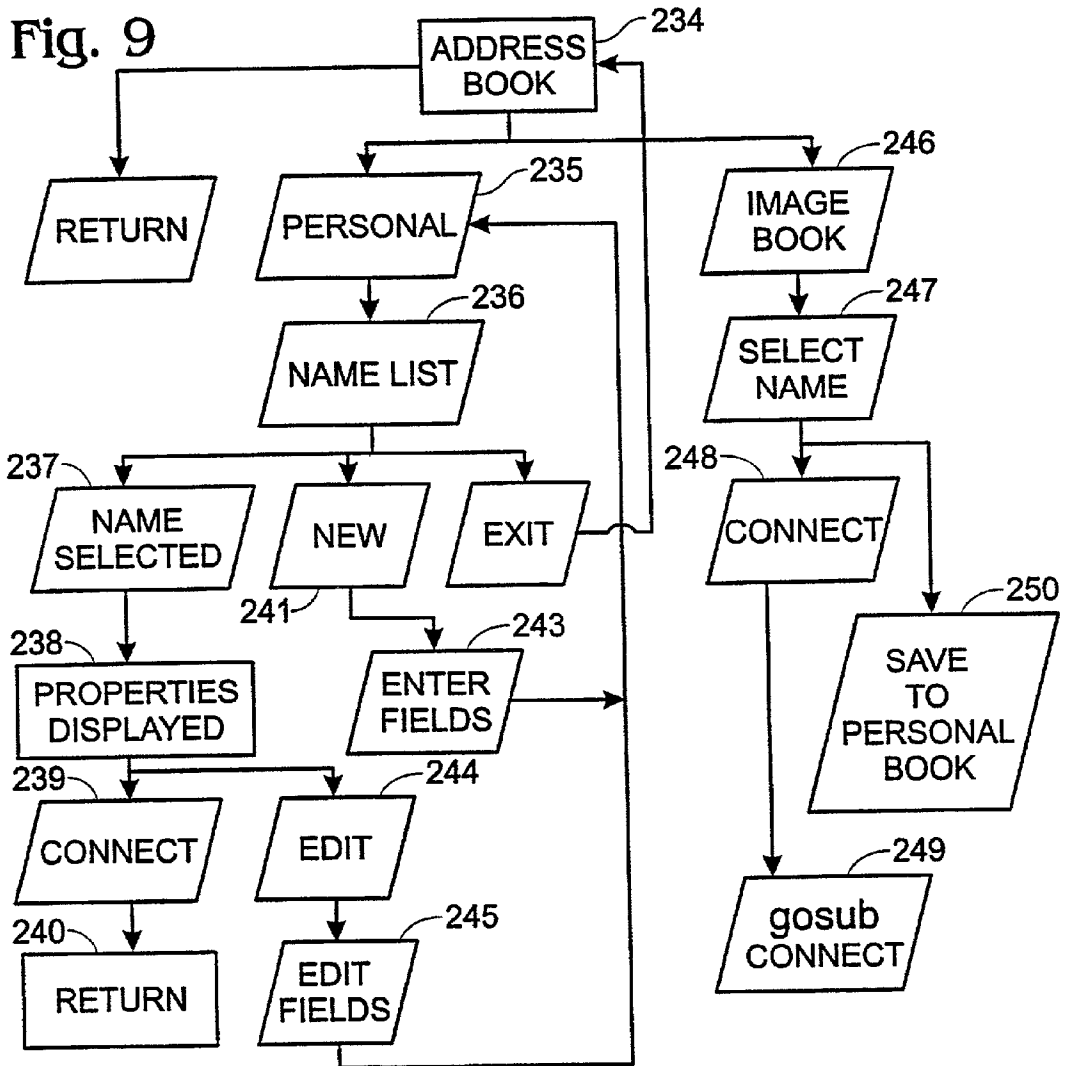 Fig. 9
234
ADDRESS
BOOK
RETURN
235
PERSONAL
246
IMAGE
BOOK
236
NAME LIST
247
SELECT
NAME
237
NAME
SELECTED
NEW
241
EXIT
248
CONNECT
250
SAVE
TO
PERSONAL
BOOK
238
PROPERTIES
DISPLAYED
243
ENTER
FIELDS
239
CONNECT
244
EDIT
249
gosub
CONNECT
240
RETURN
245
EDIT
FIELDS